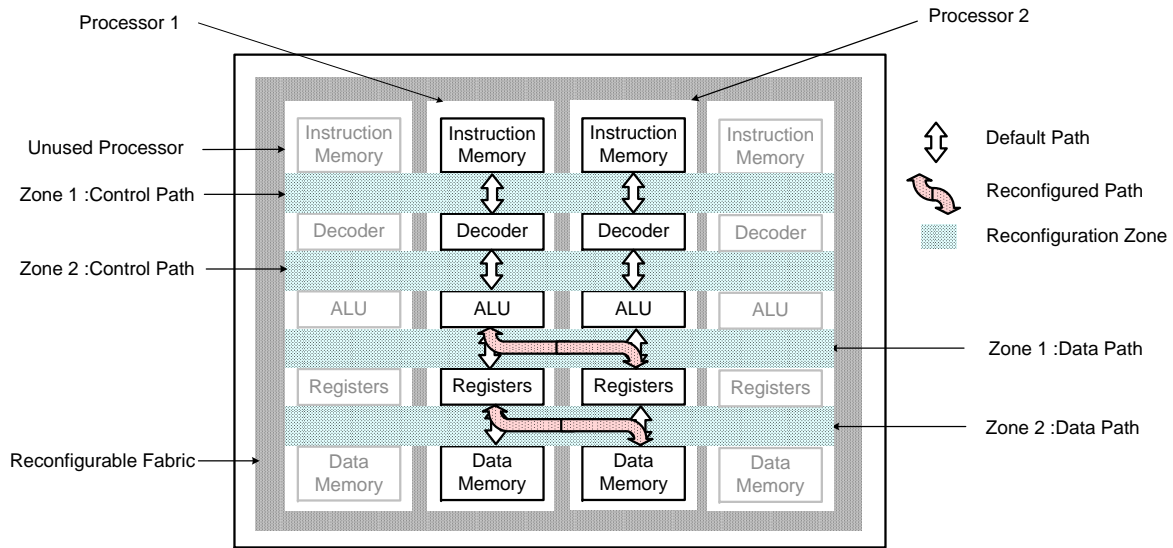 Processor 1
Processor 2
Unused Processor
Zone 1 :Control Path
Zone 2 :Control Path
Reconfigurable Fabric
Instruction
Memory
Decoder
ALU
Registers
Data
Memory
Instruction
Memory
Decoder
ALU
Registers
Data
Memory
Instruction
Memory
Decoder
ALU
Registers
Data
Memory
Instruction
Memory
Decoder
ALU
Registers
Data
Memory
Default Path
Reconfigured Path
Reconfiguration Zone
Zone 1 :Data Path
Zone 2 :Data Path